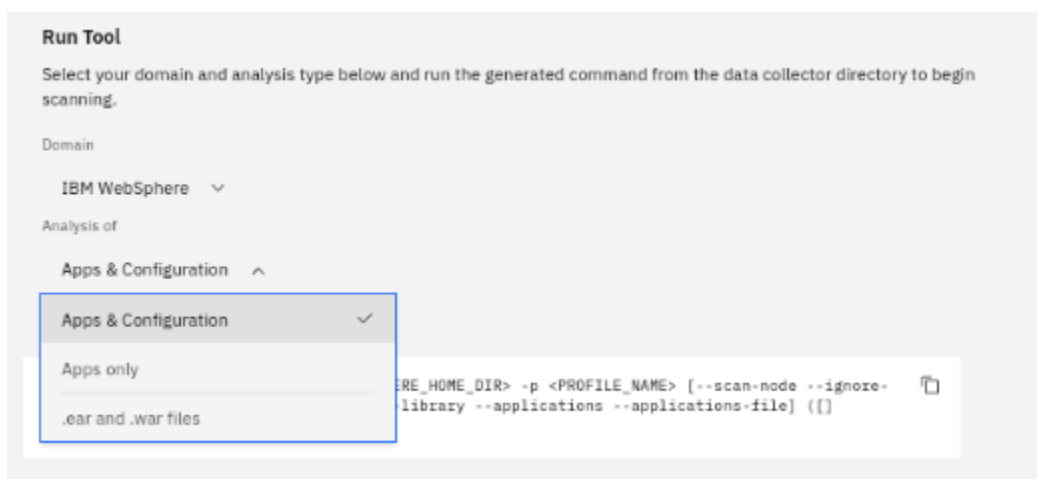 Run Tool
Select your domain and analysis type below and run the generated command from the data collector directory to begin
scanning.
Domain
IBM WebSphere
Analysis of
Apps & Configuration
Apps & Configuration
Apps only
ERE_HOME_DIR> -p <PROFILE_NAME> [--scan-node --ignore-
-library --applications --applications-file] ([]
.ear and .war files